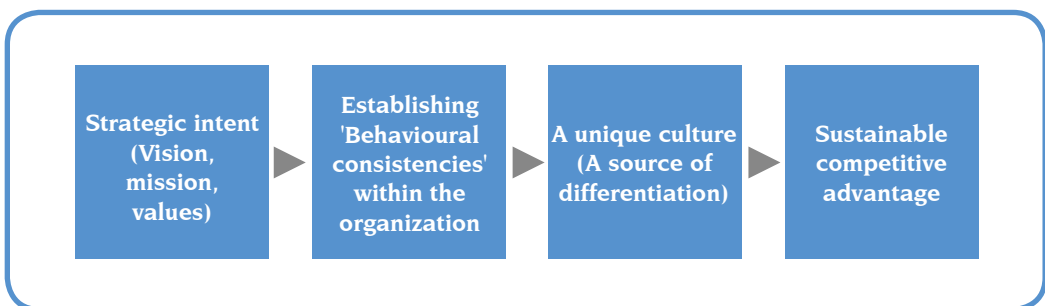 Strategic intent
(Vision,
mission,
values)
Establishing
'Behavioural
consistencies'
within the
organization
A unique culture
(A source of
differentiation)
Sustainable
competitive
advantage